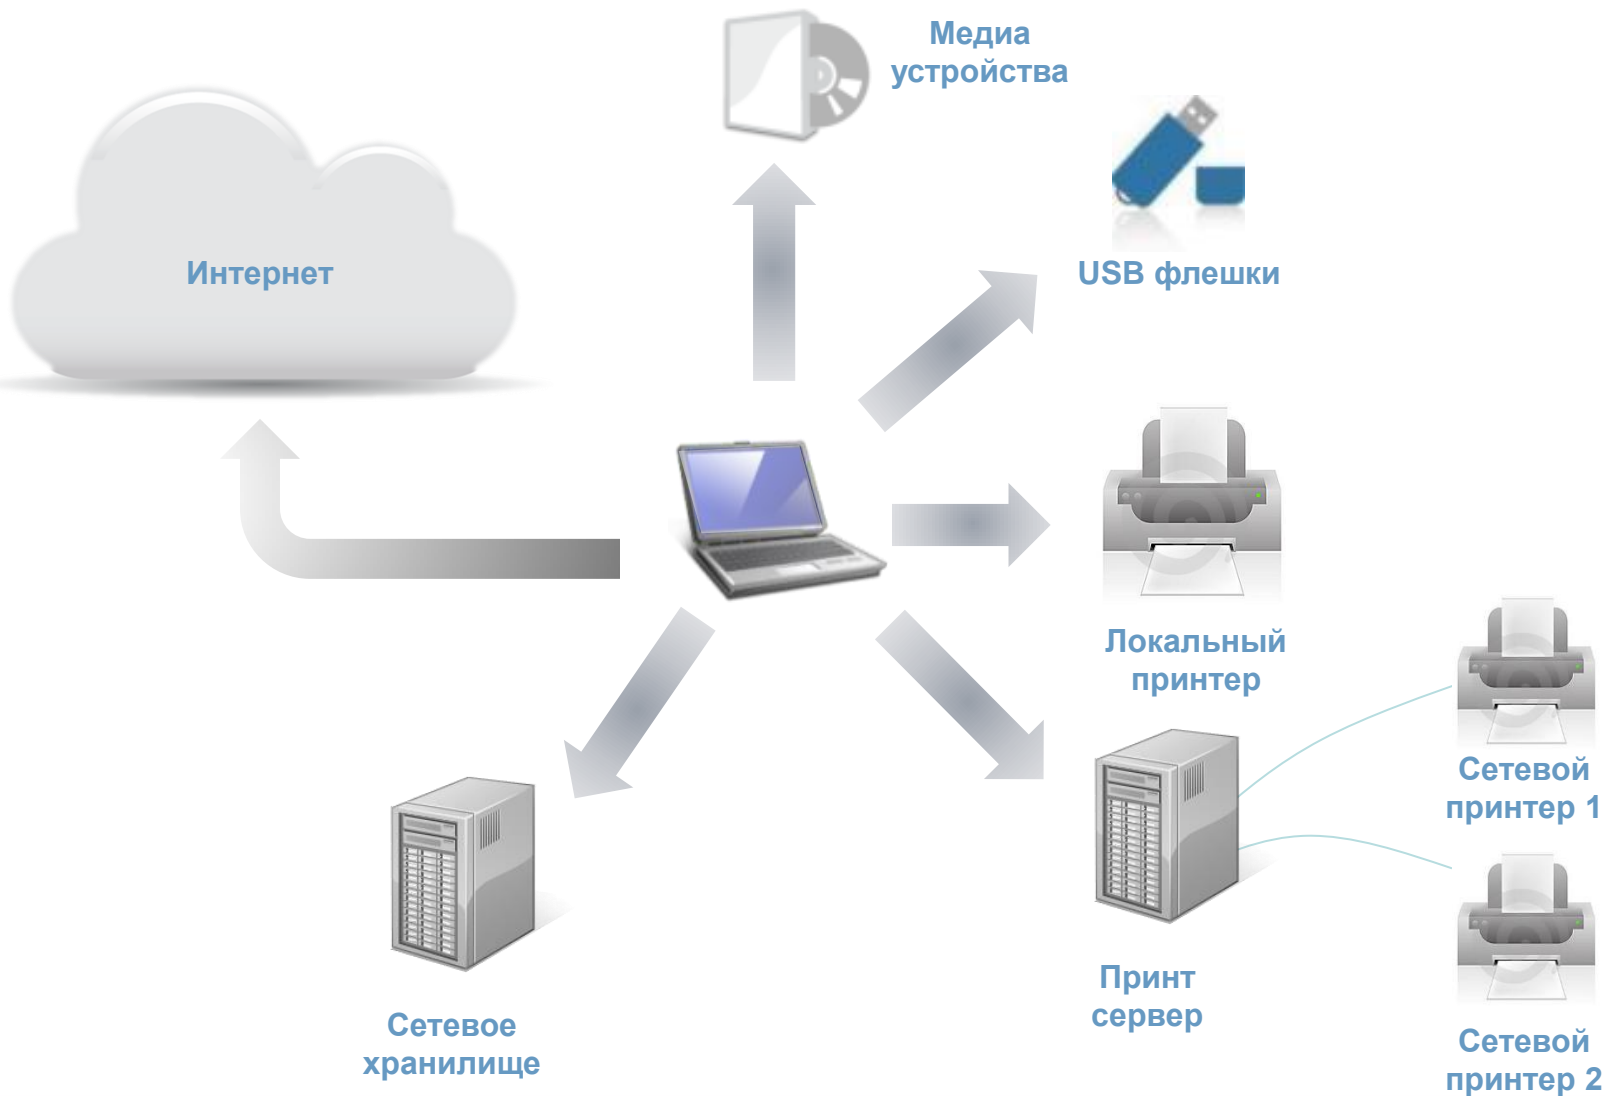 Медиа
устройства
Интернет
USB флешки
Локальный
принтер
Сетевой
принтер 1
Принт
сервер
Сетевое
хранилище
Сетевой
принтер 2